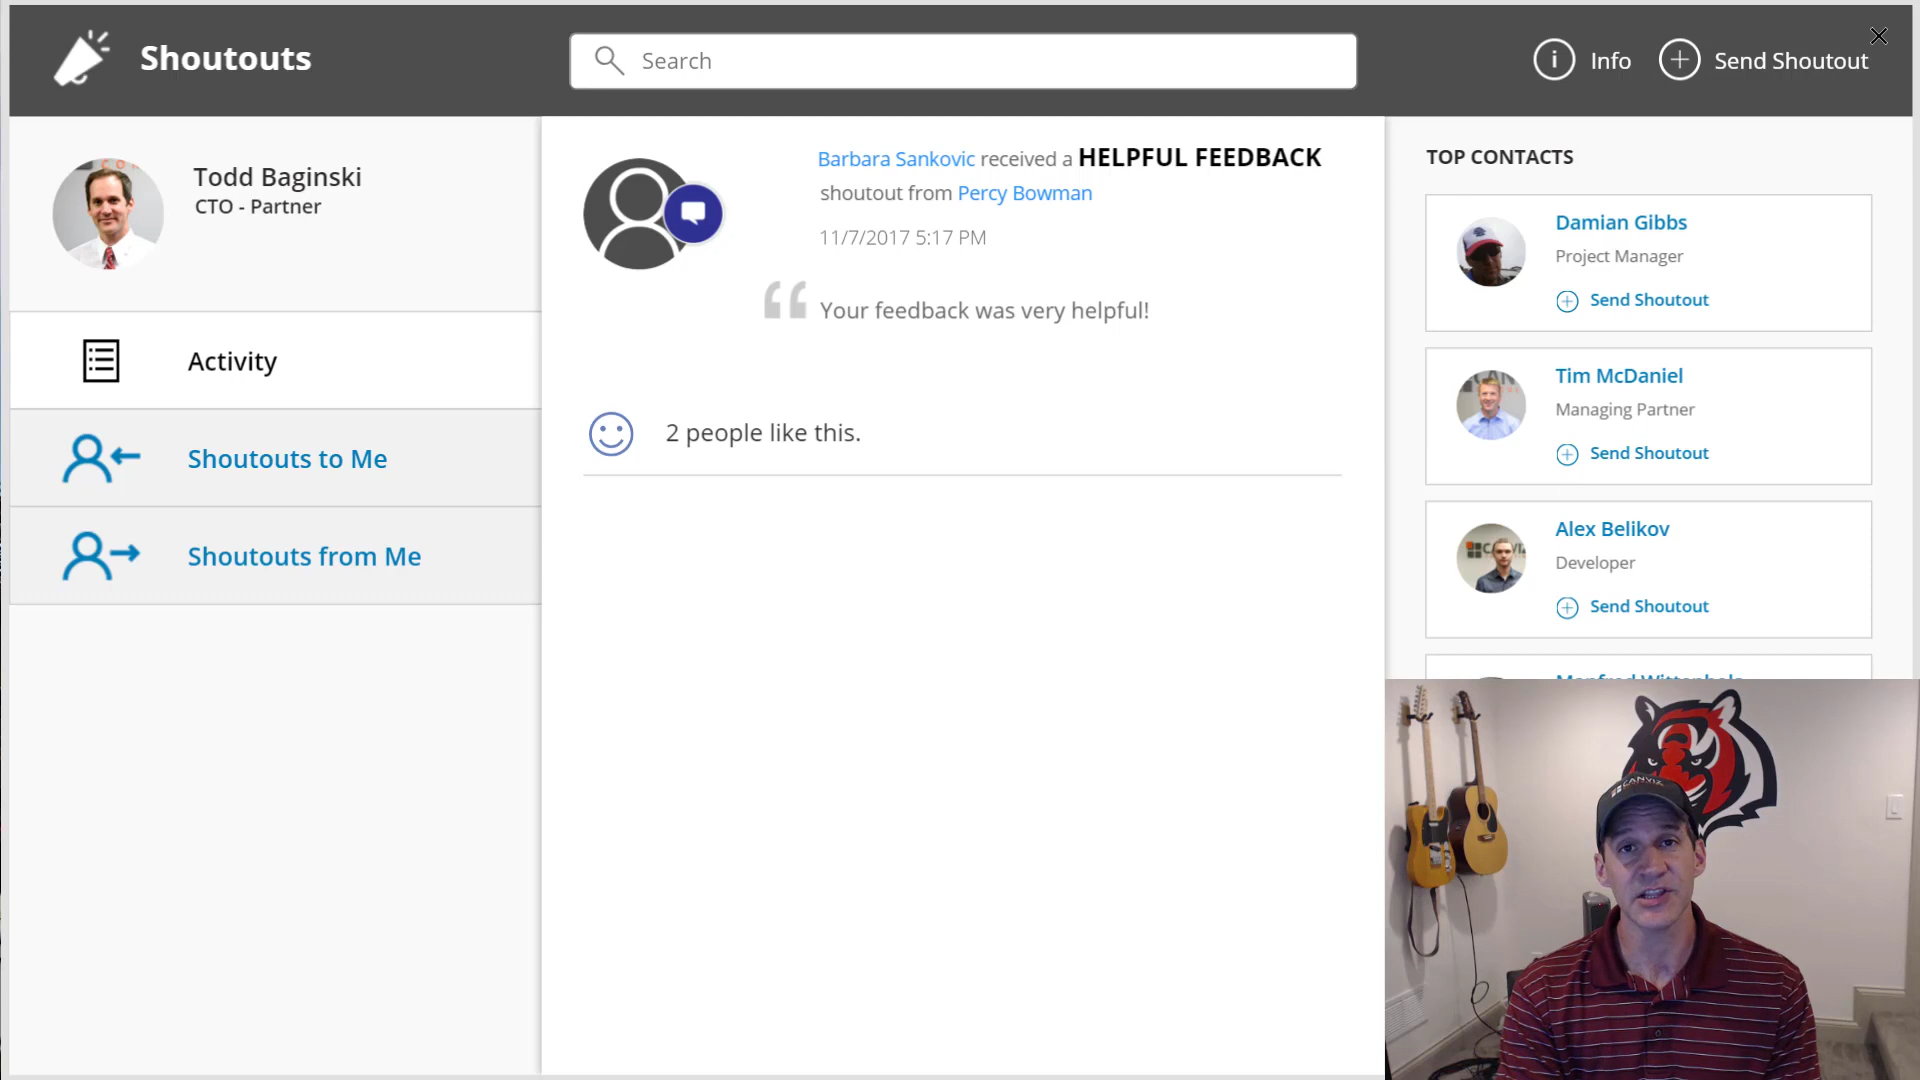 Shoutouts
Search
Info
Send Shoutout
Todd Baginski
CTO - Partner
Activity
Shoutouts to Me
Shoutouts from Me
Barbara Sankovic received a HELPFUL FEEDBACK
shoutout from Percy Bowman
11/7/2017 5:17 PM
Your feedback was very helpful!
2 people like this.
TOP CONTACTS
Damian Gibbs
Project Manager
Send Shoutout
Tim McDaniel
Managing Partner
Send Shoutout
Alex Belikov
Developer
Send Shoutout
CANVIZ